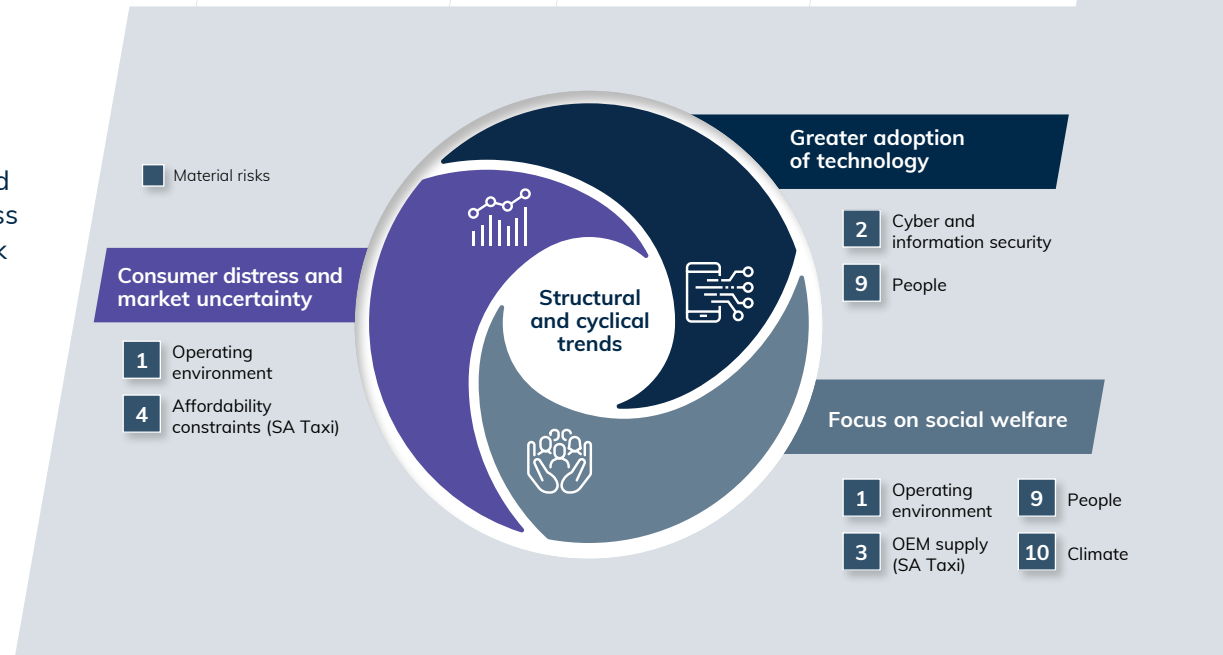 d
ss
k
Material risks
Consumer distress and
market uncertainty
1
Operating
environment
4
Affordability
constraints (SA Taxi)
Structural
and cyclical
trends
Greater adoption
of technology
2
Cyber and
information security
9
People
Focus on social welfare
1
Operating
environment
9
People
3
OEM supply
(SA Taxi)
10
Climate